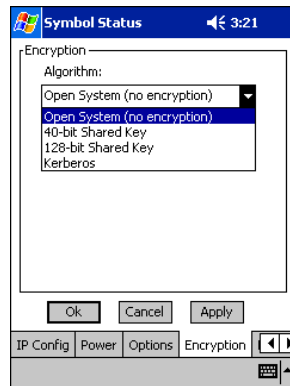 Symbol Status 3:21
Encryption
Algorithm:
Open System (no encryption)
Open System (no encryption)
40-bit Shared Key
128-bit Shared Key
Kerberos
Ok Cancel Apply
IP Config Power Options Encryption